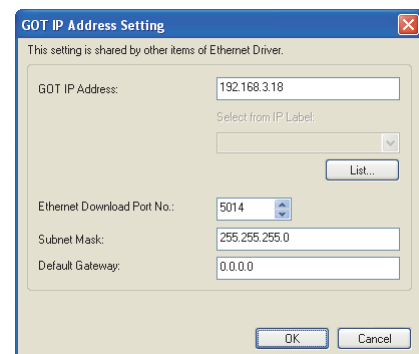 GOT IP Address Setting
This setting is shared by other items of Ethernet Driver.
GOT IP Address:
192.168.3.18
Select from IP Label:
List...
Ethernet Download Port No.:
5014
Subnet Mask:
255.255.255.0
Default Gateway:
0.0.0.0
OK
Cancel